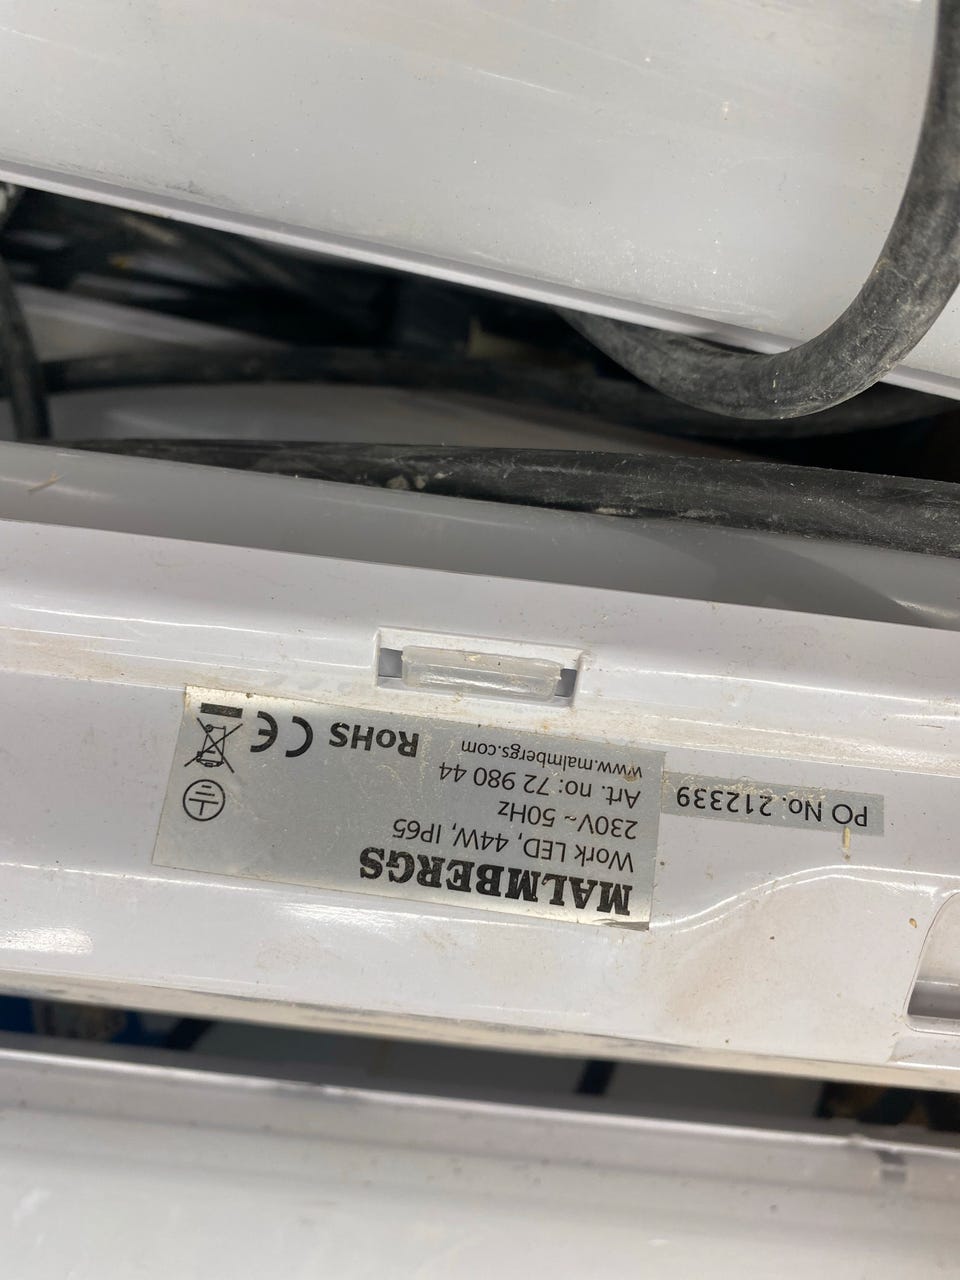 MALMBERGS
Work LED, 44W, IP65
230V~ 50Hz
Art. no: 72 980 44
www.malmbergs.com
RoHS CE
PO No. 212339